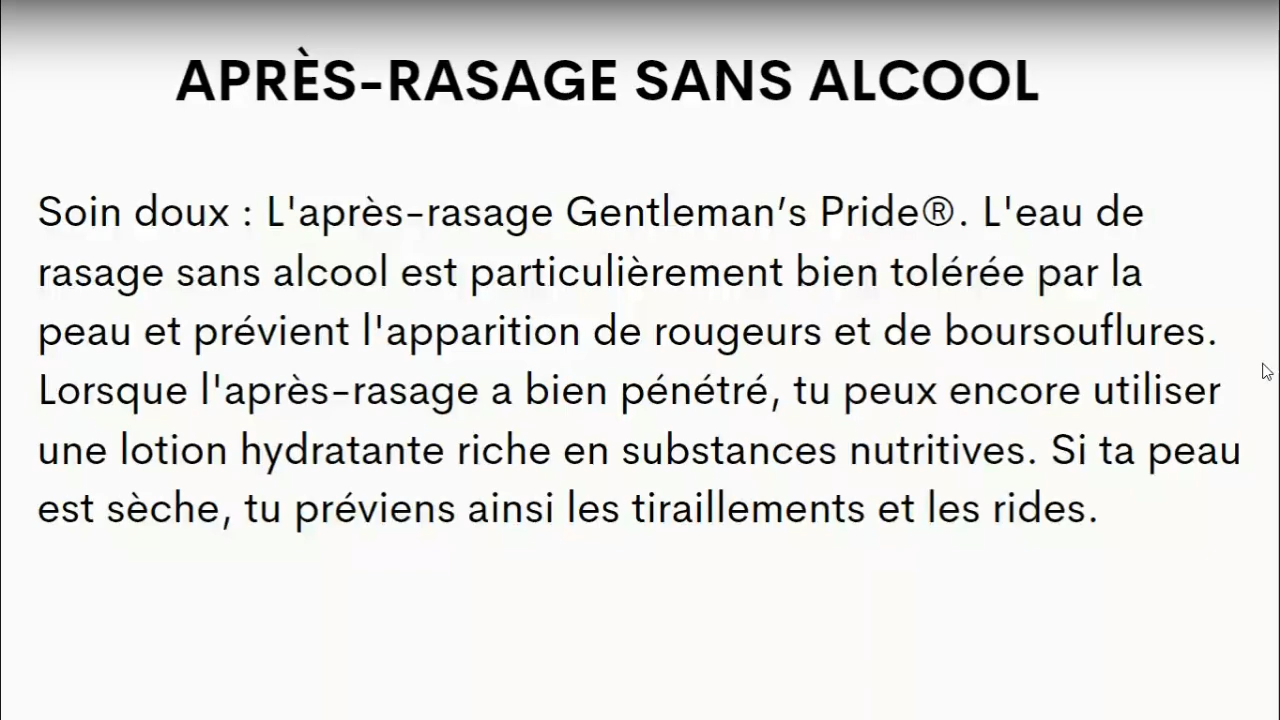 APRÈS-RASAGE SANS ALCOOL
Soin doux : L'après-rasage Gentleman’s Pride®. L'eau de
rasage sans alcool est particulièrement bien tolérée par la
peau et prévient l'apparition de rougeurs et de boursouflures.
Lorsque l'après-rasage a bien pénétré, tu peux encore utiliser
une lotion hydratante riche en substances nutritives. Si ta peau
est sèche, tu préviens ainsi les tiraillements et les rides.